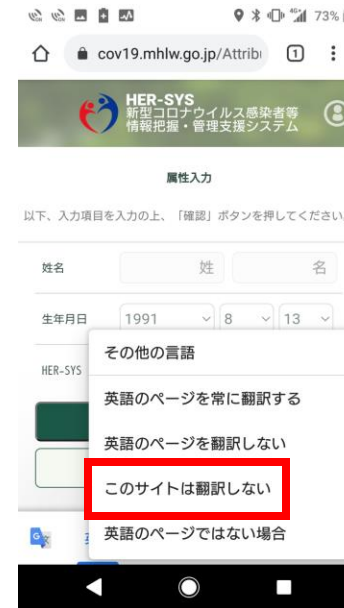 73%
cov19.mhlw.go.jp/Attrib
1
HER-SYS
新型コロナウイルス感染者等
情報把握・管理支援システム
属性入力
以下、入力項目を入力の上、「確認」ボタンを押してください
姓名 姓 名
生年月日 1991 8 13
HER-SYS
その他の言語
英語のページを常に翻訳する
英語のページを翻訳しない
このサイトは翻訳しない
英語のページではない場合